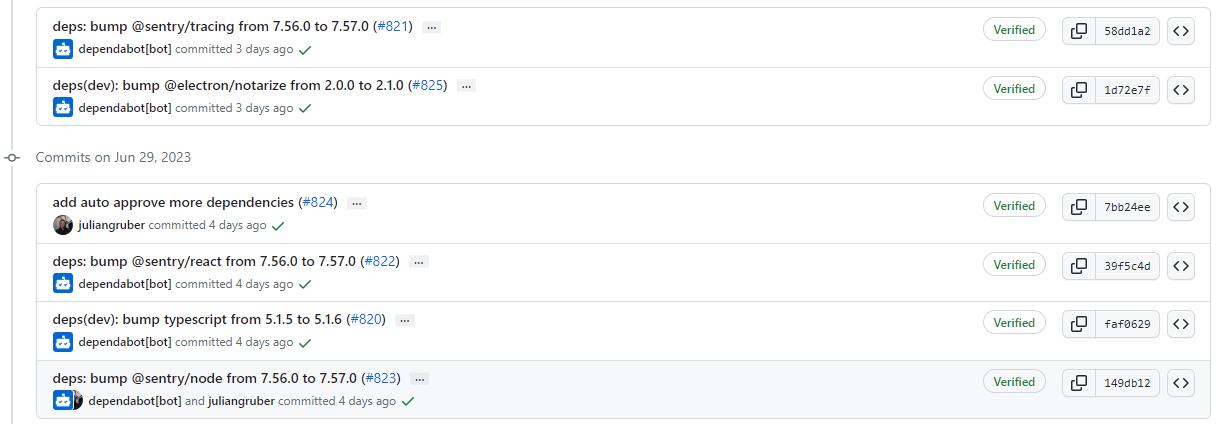 deps: bump @sentry/tracing from 7.56.0 to 7.57.0 (#821) ...
Verified
58dd1a2
dependabot[bot] committed 3 days ago
deps(dev): bump @electron/notarize from 2.0.0 to 2.1.0 (#825) ...
Verified
1d72e7f
dependabot[bot] committed 3 days ago
Commits on Jun 29, 2023
add auto approve more dependencies (#824) ...
Verified
7bb24ee
juliangruber committed 4 days ago
deps: bump @sentry/react from 7.56.0 to 7.57.0 (#822) ...
Verified
39f5c4d
dependabot[bot] committed 4 days ago
deps(dev): bump typescript from 5.1.5 to 5.1.6 (#820) ...
Verified
faf0629
dependabot[bot] committed 4 days ago
deps: bump @sentry/node from 7.56.0 to 7.57.0 (#823) ...
Verified
149db12
dependabot[bot] and juliangruber committed 4 days ago